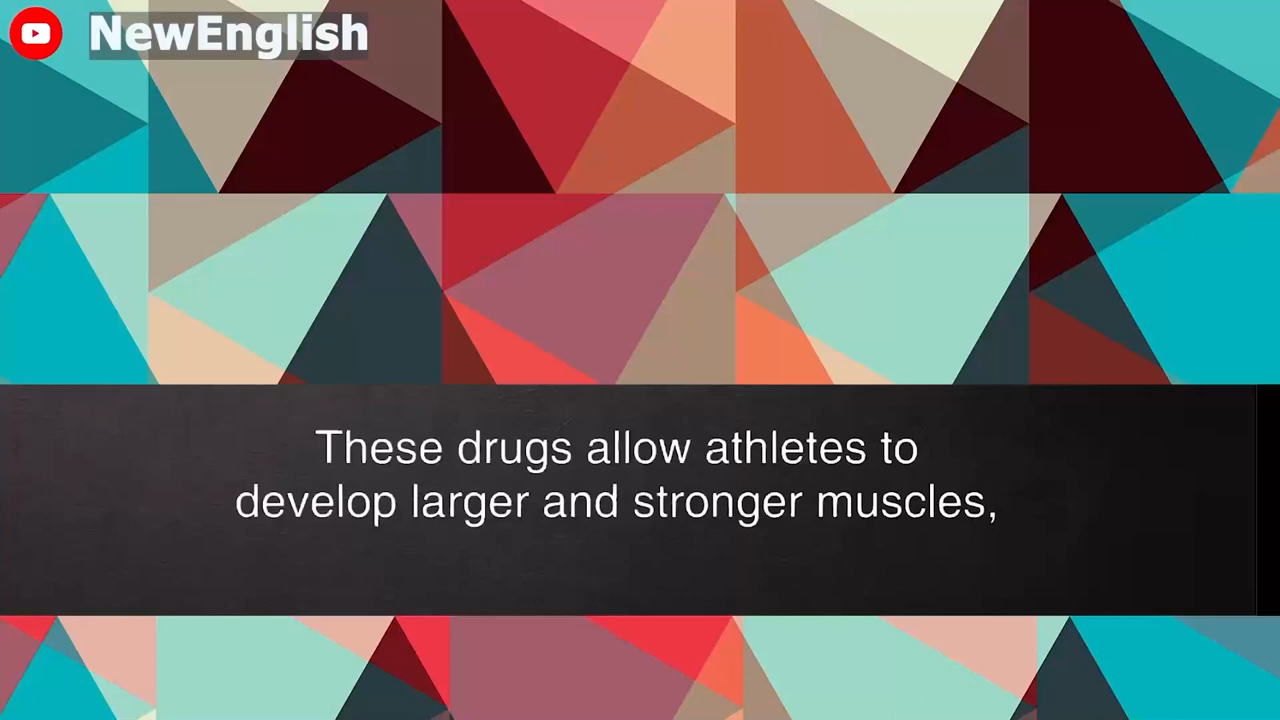 NewEnglish
These drugs allow athletes to
develop larger and stronger muscles,